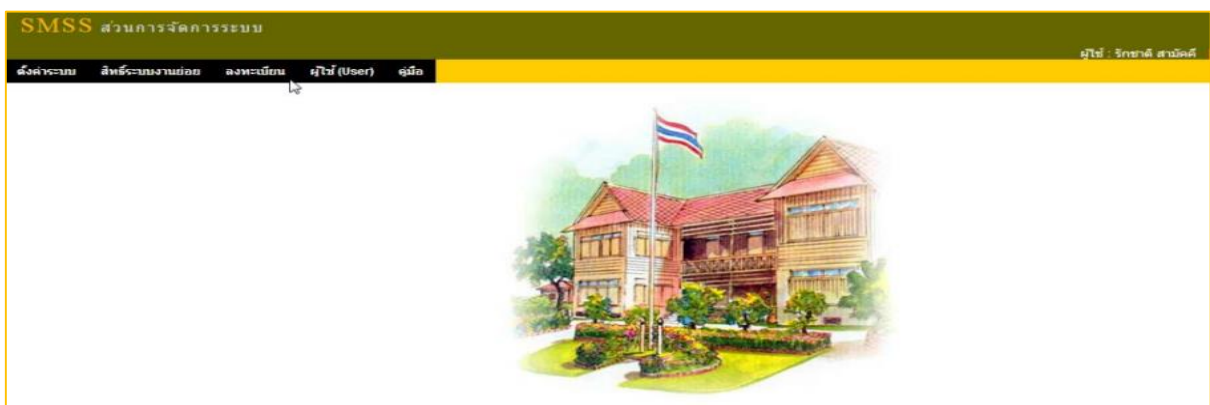 SMSS ส่วนการจัดการระบบ
ผู้ใช้ : รักชาติ สามัคคี
ตั้งค่าระบบ สิทธิ์ระบบงานย่อย ลงทะเบียน ผู้ใช้ (User) คู่มือ